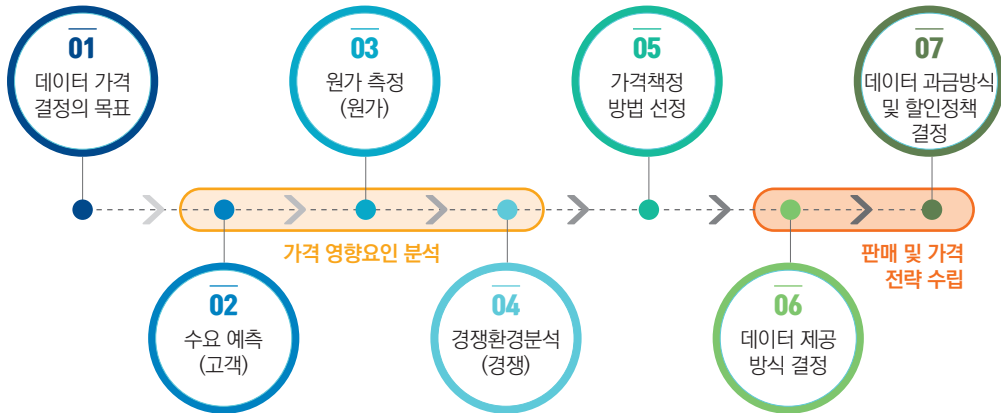 01
데이터 가격
결정의 목표
02
수요 예측
(고객)
03
원가 측정
(원가)
04
경쟁환경분석
(경쟁)
가격 영향요인 분석
05
가격책정
방법 선정
06
데이터 제공
방식 결정
07
데이터 과금방식
및 할인정책
결정
판매 및 가격
전략 수립